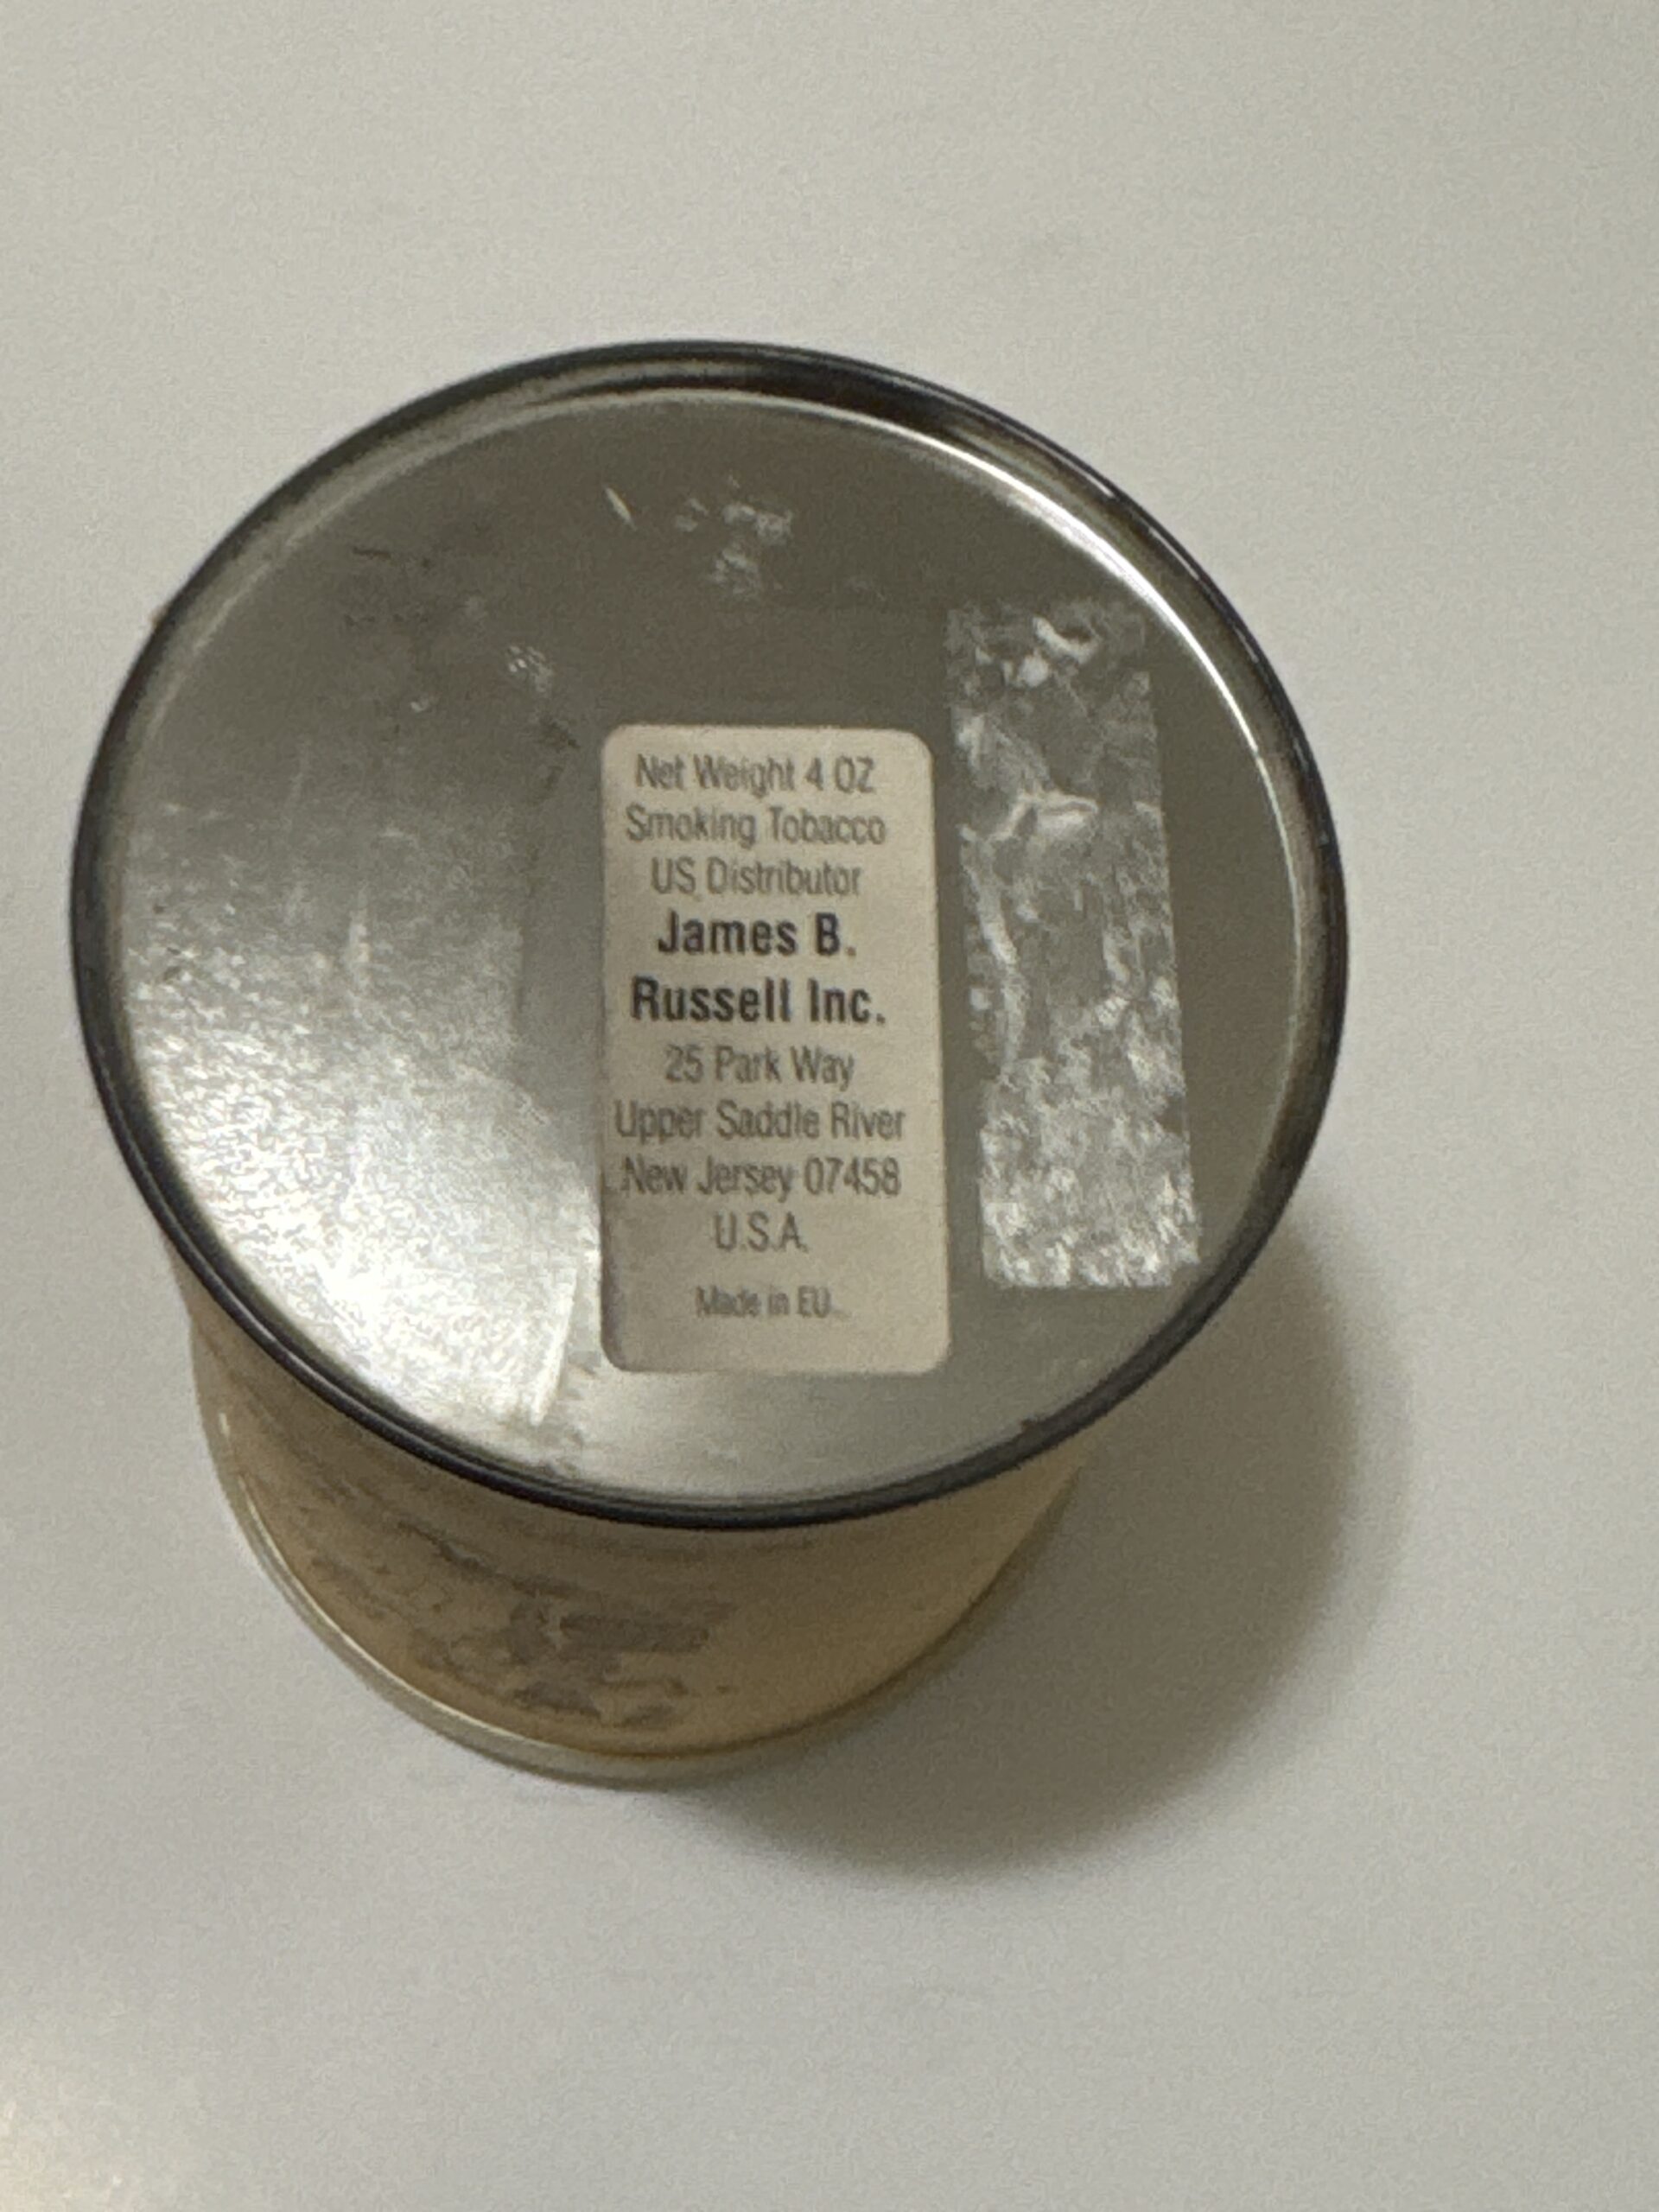 Net Weight 4 OZ
Smoking Tobacco
US Distributor
James B.
Russell Inc.
25 Park Way
Upper Saddle River
New Jersey 07458
U.S.A.
Made in EU